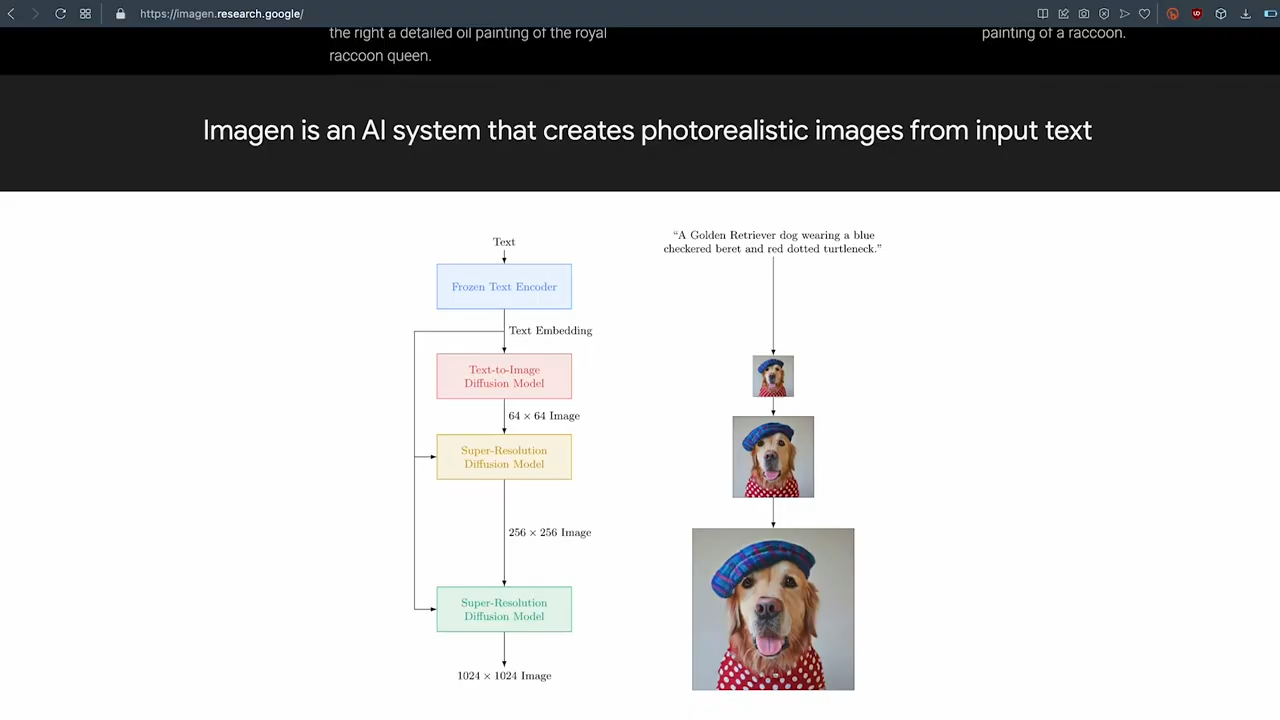 https://imagen.research.google/
the right a detailed oil painting of the royal
raccoon queen.
painting of a raccoon.
Imagen is an AI system that creates photorealistic images from input text
Text
Frozen Text Encoder
Text Embedding
Text-to-Image
Diffusion Model
64 × 64 Image
Super-Resolution
Diffusion Model
256 × 256 Image
Super-Resolution
Diffusion Model
1024 × 1024 Image
“A Golden Retriever dog wearing a blue
checkered beret and red dotted turtleneck.”